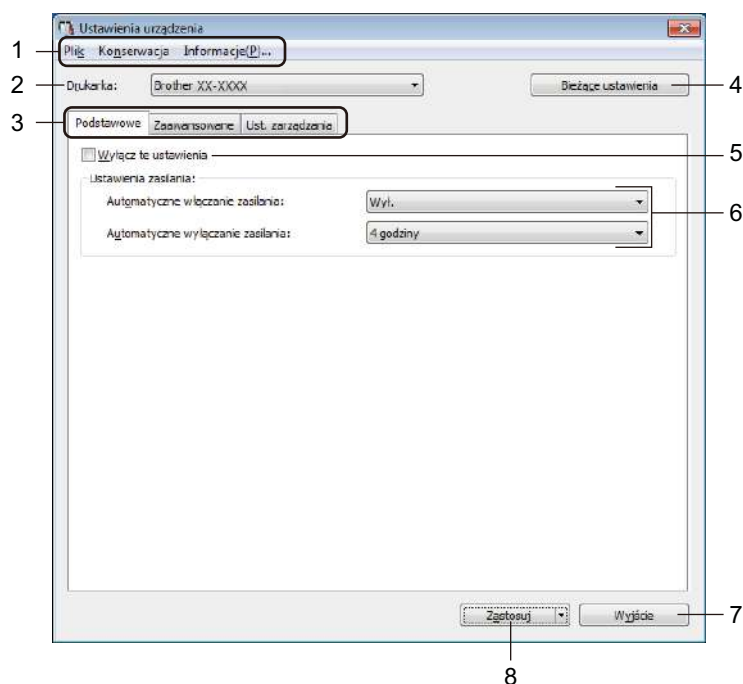 Ustawienia urządzenia
1 Plik Konserwacja Informacje(P)...
2 Drukarka: Brother XX-XXXX Bieżące ustawienia 4
3 Podstawowe Zaawansowane Ust. zarządzania
Wyłącz te ustawienia 5
Ustawienia zasilania:
Automatyczne włączanie zasilania: Wył.
6
Automatyczne wyłączanie zasilania: 4 godziny
Zastosuj Wyjście 7
8